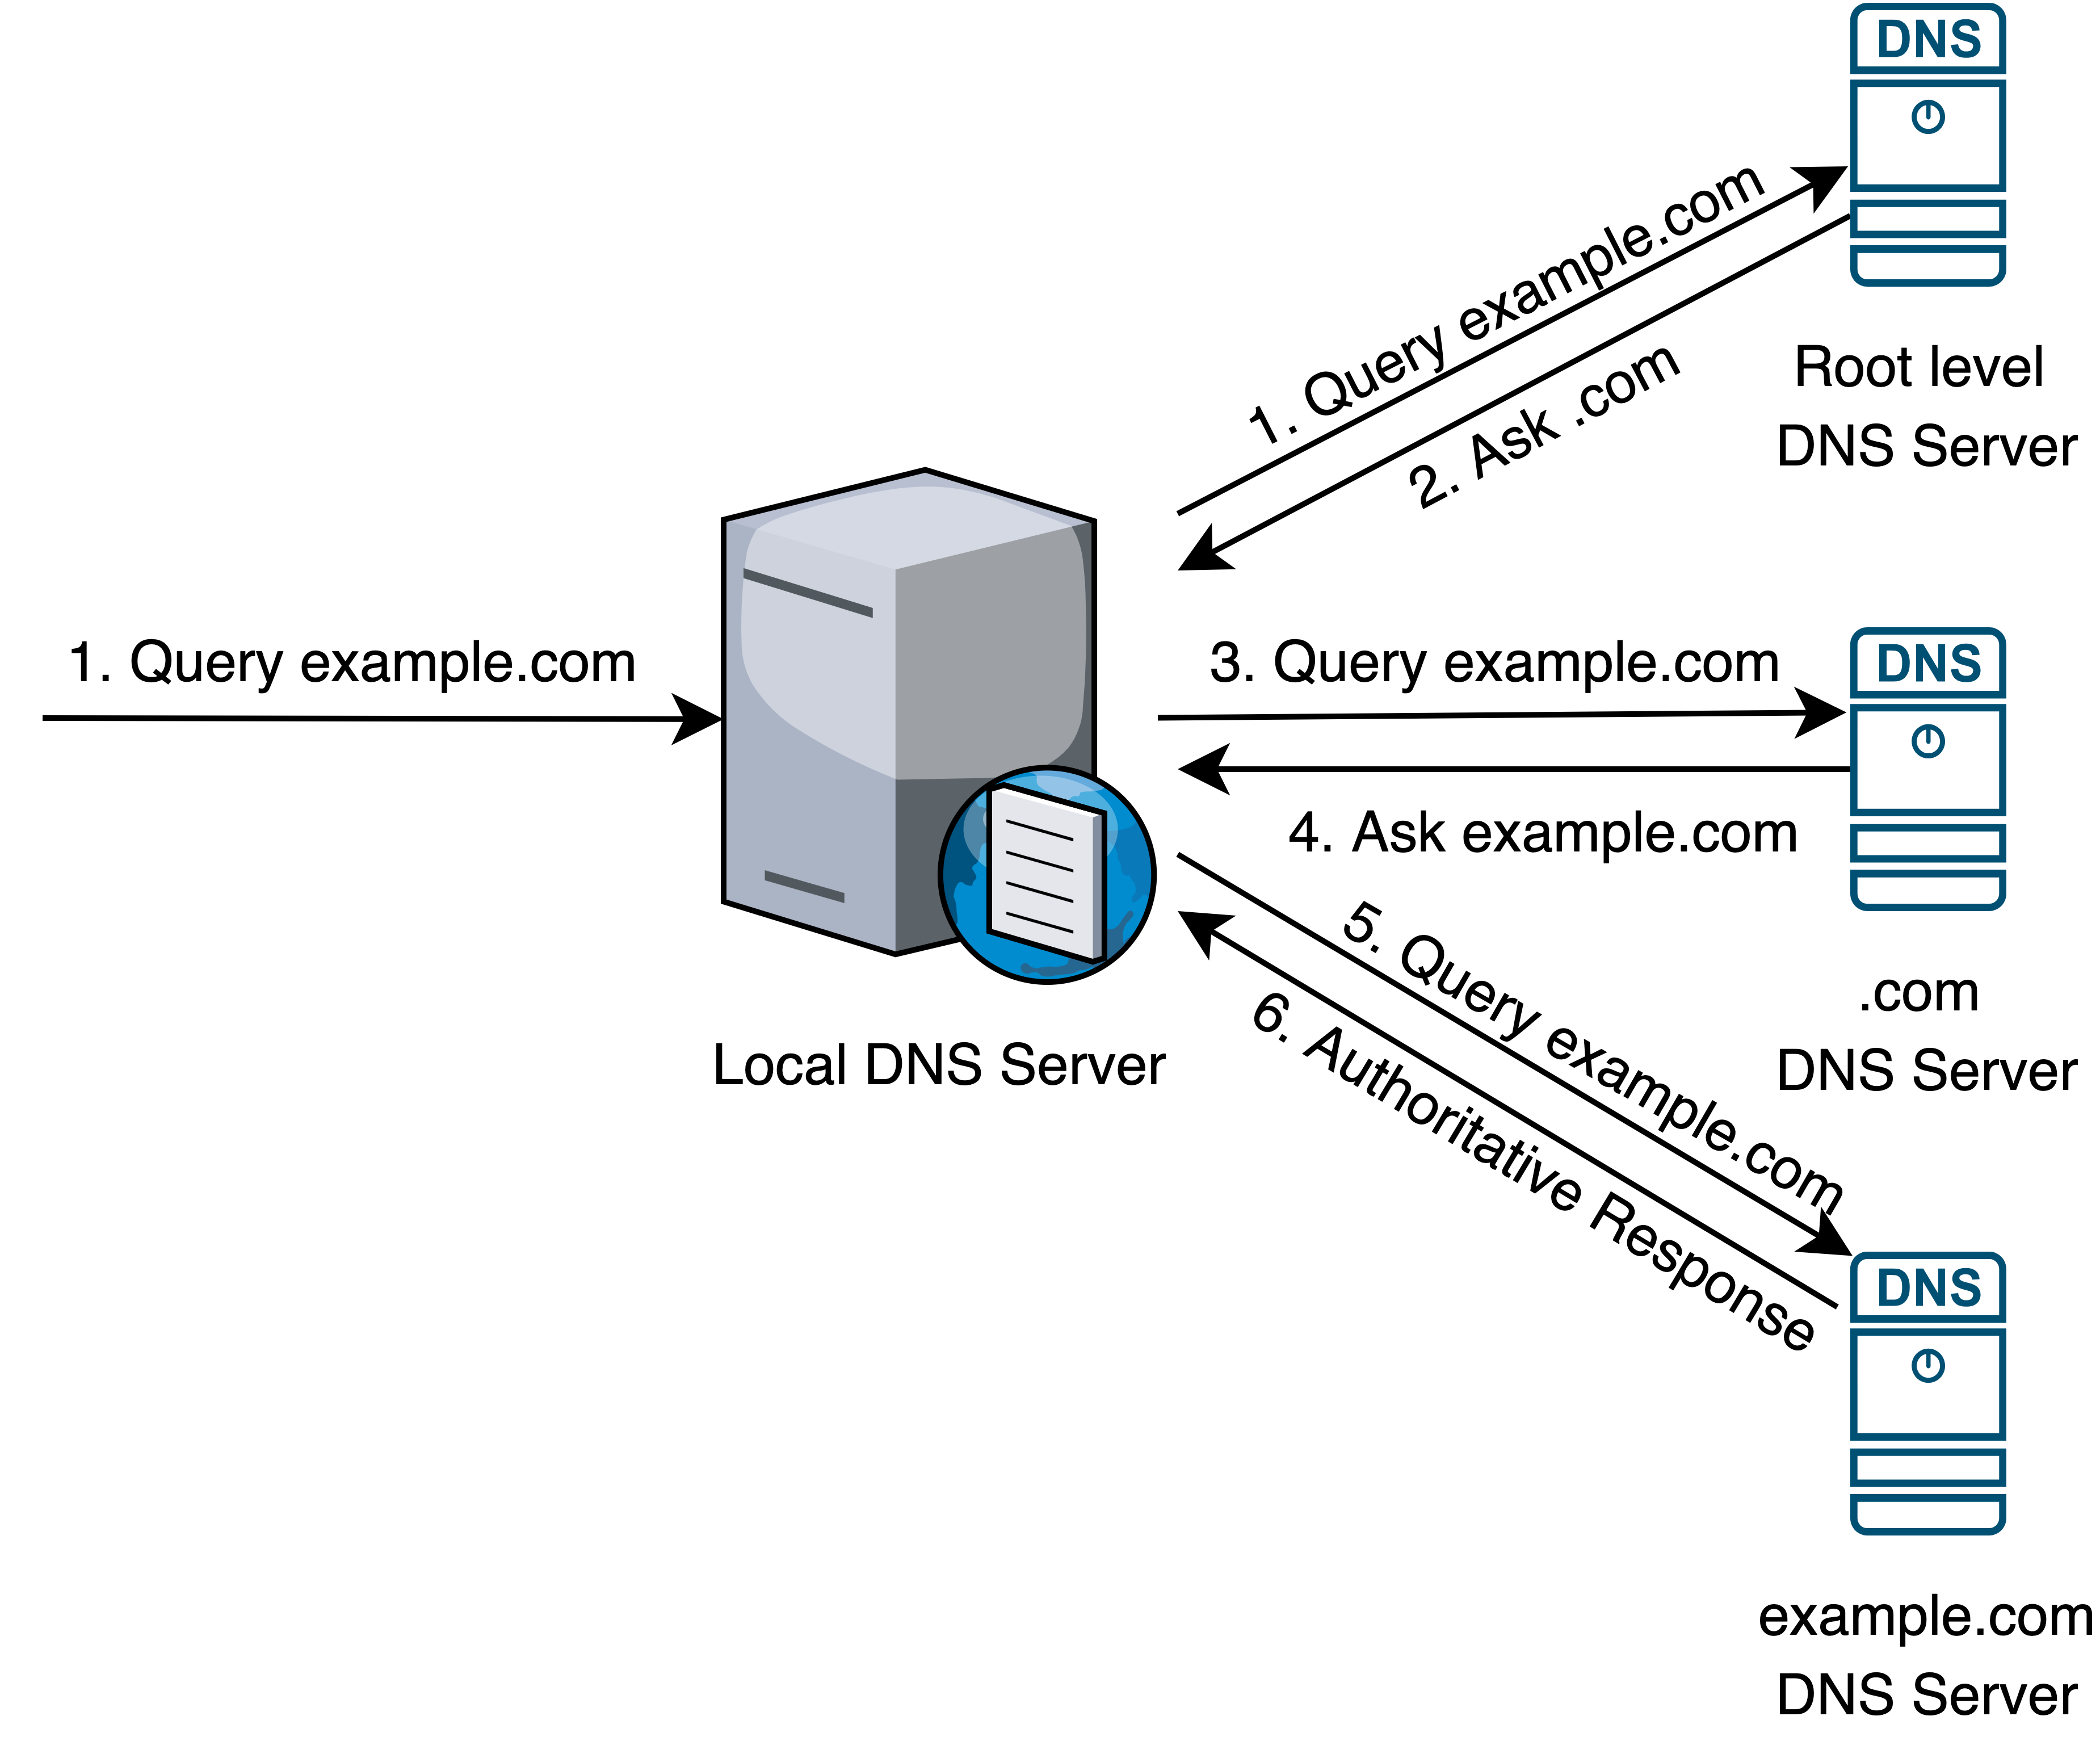 DNS
1. Query example.com
2. Ask .com
Root level
DNS Server
1. Query example.com
3. Query example.com
DNS
4. Ask example.com
.com
DNS Server
Local DNS Server
5. Query example.com
6. Authoritative Response
DNS
example.com
DNS Server